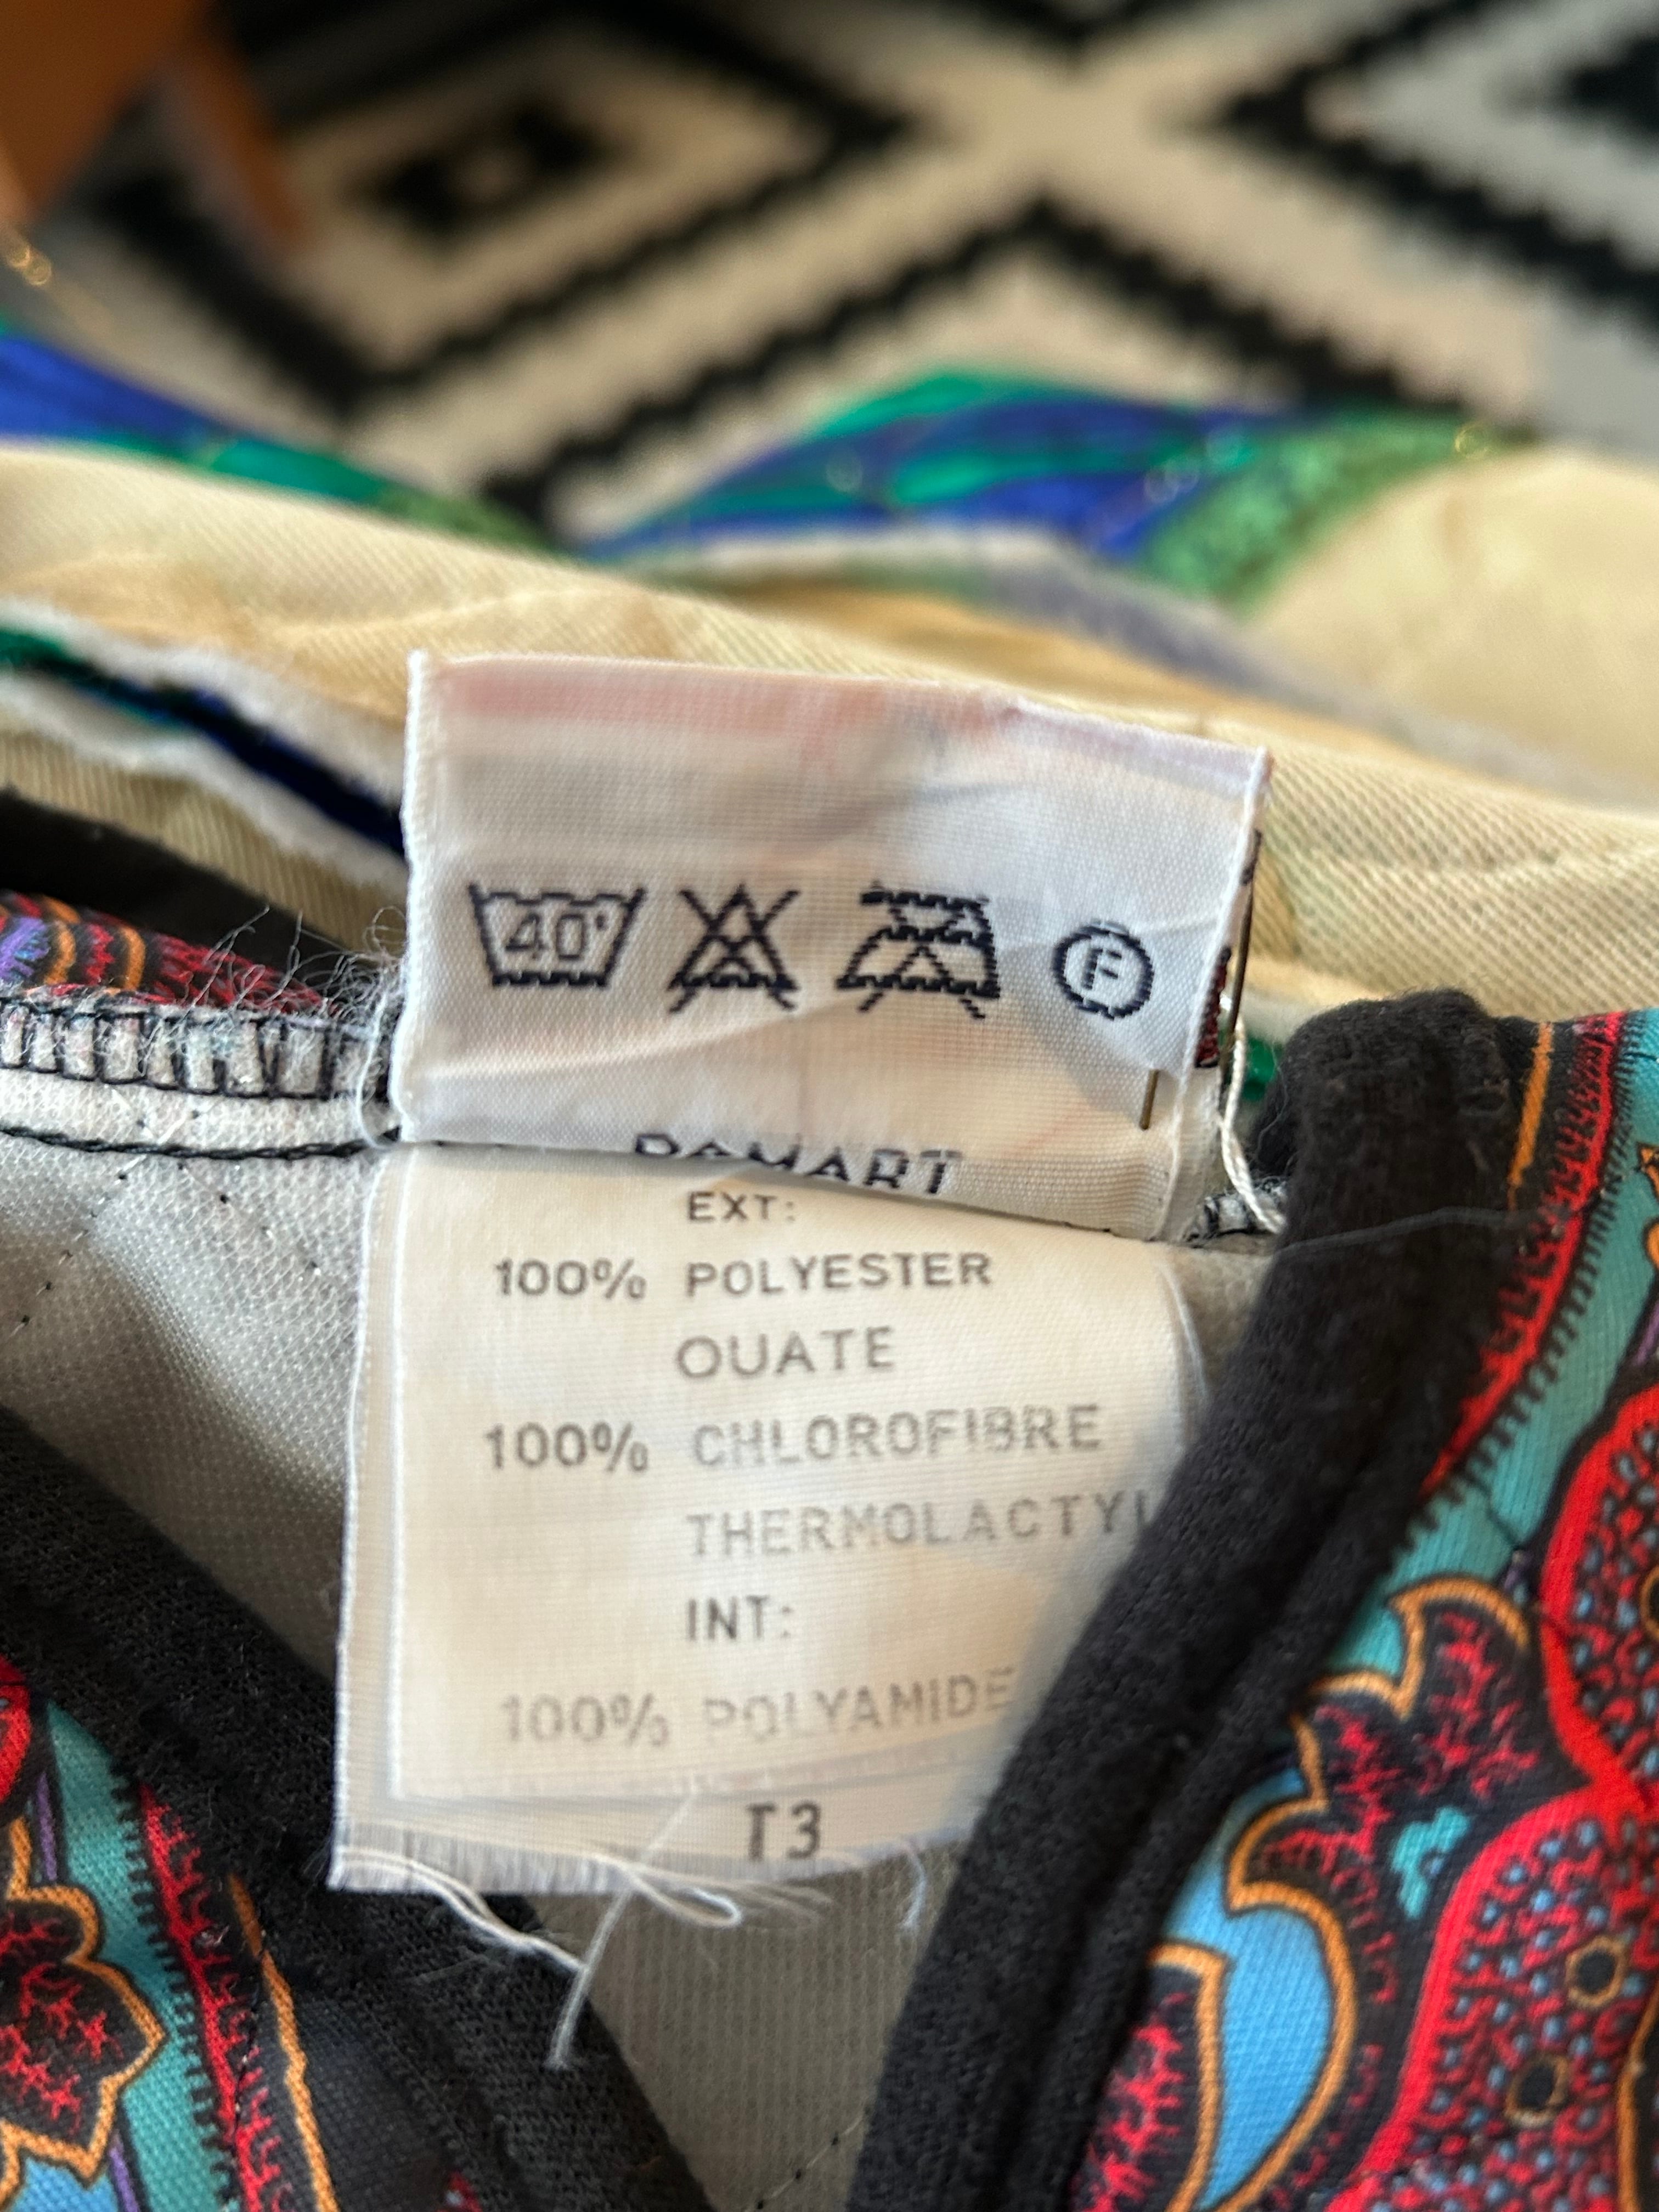 40°
F
DAMART
EXT:
100% POLYESTER
OUATE
100% CHLOROFIBRE
THERMOLACTYL
INT:
100% POLYAMIDE
T3